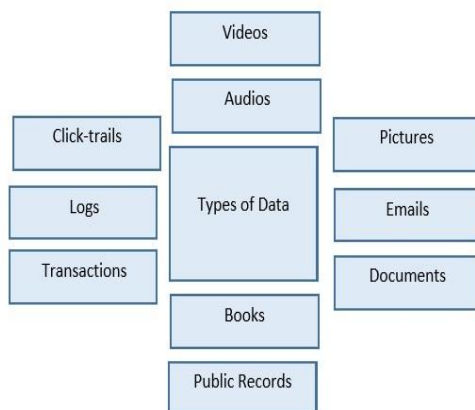 Videos
Audios
Click-trails
Pictures
Logs
Types of Data
Emails
Transactions
Documents
Books
Public Records